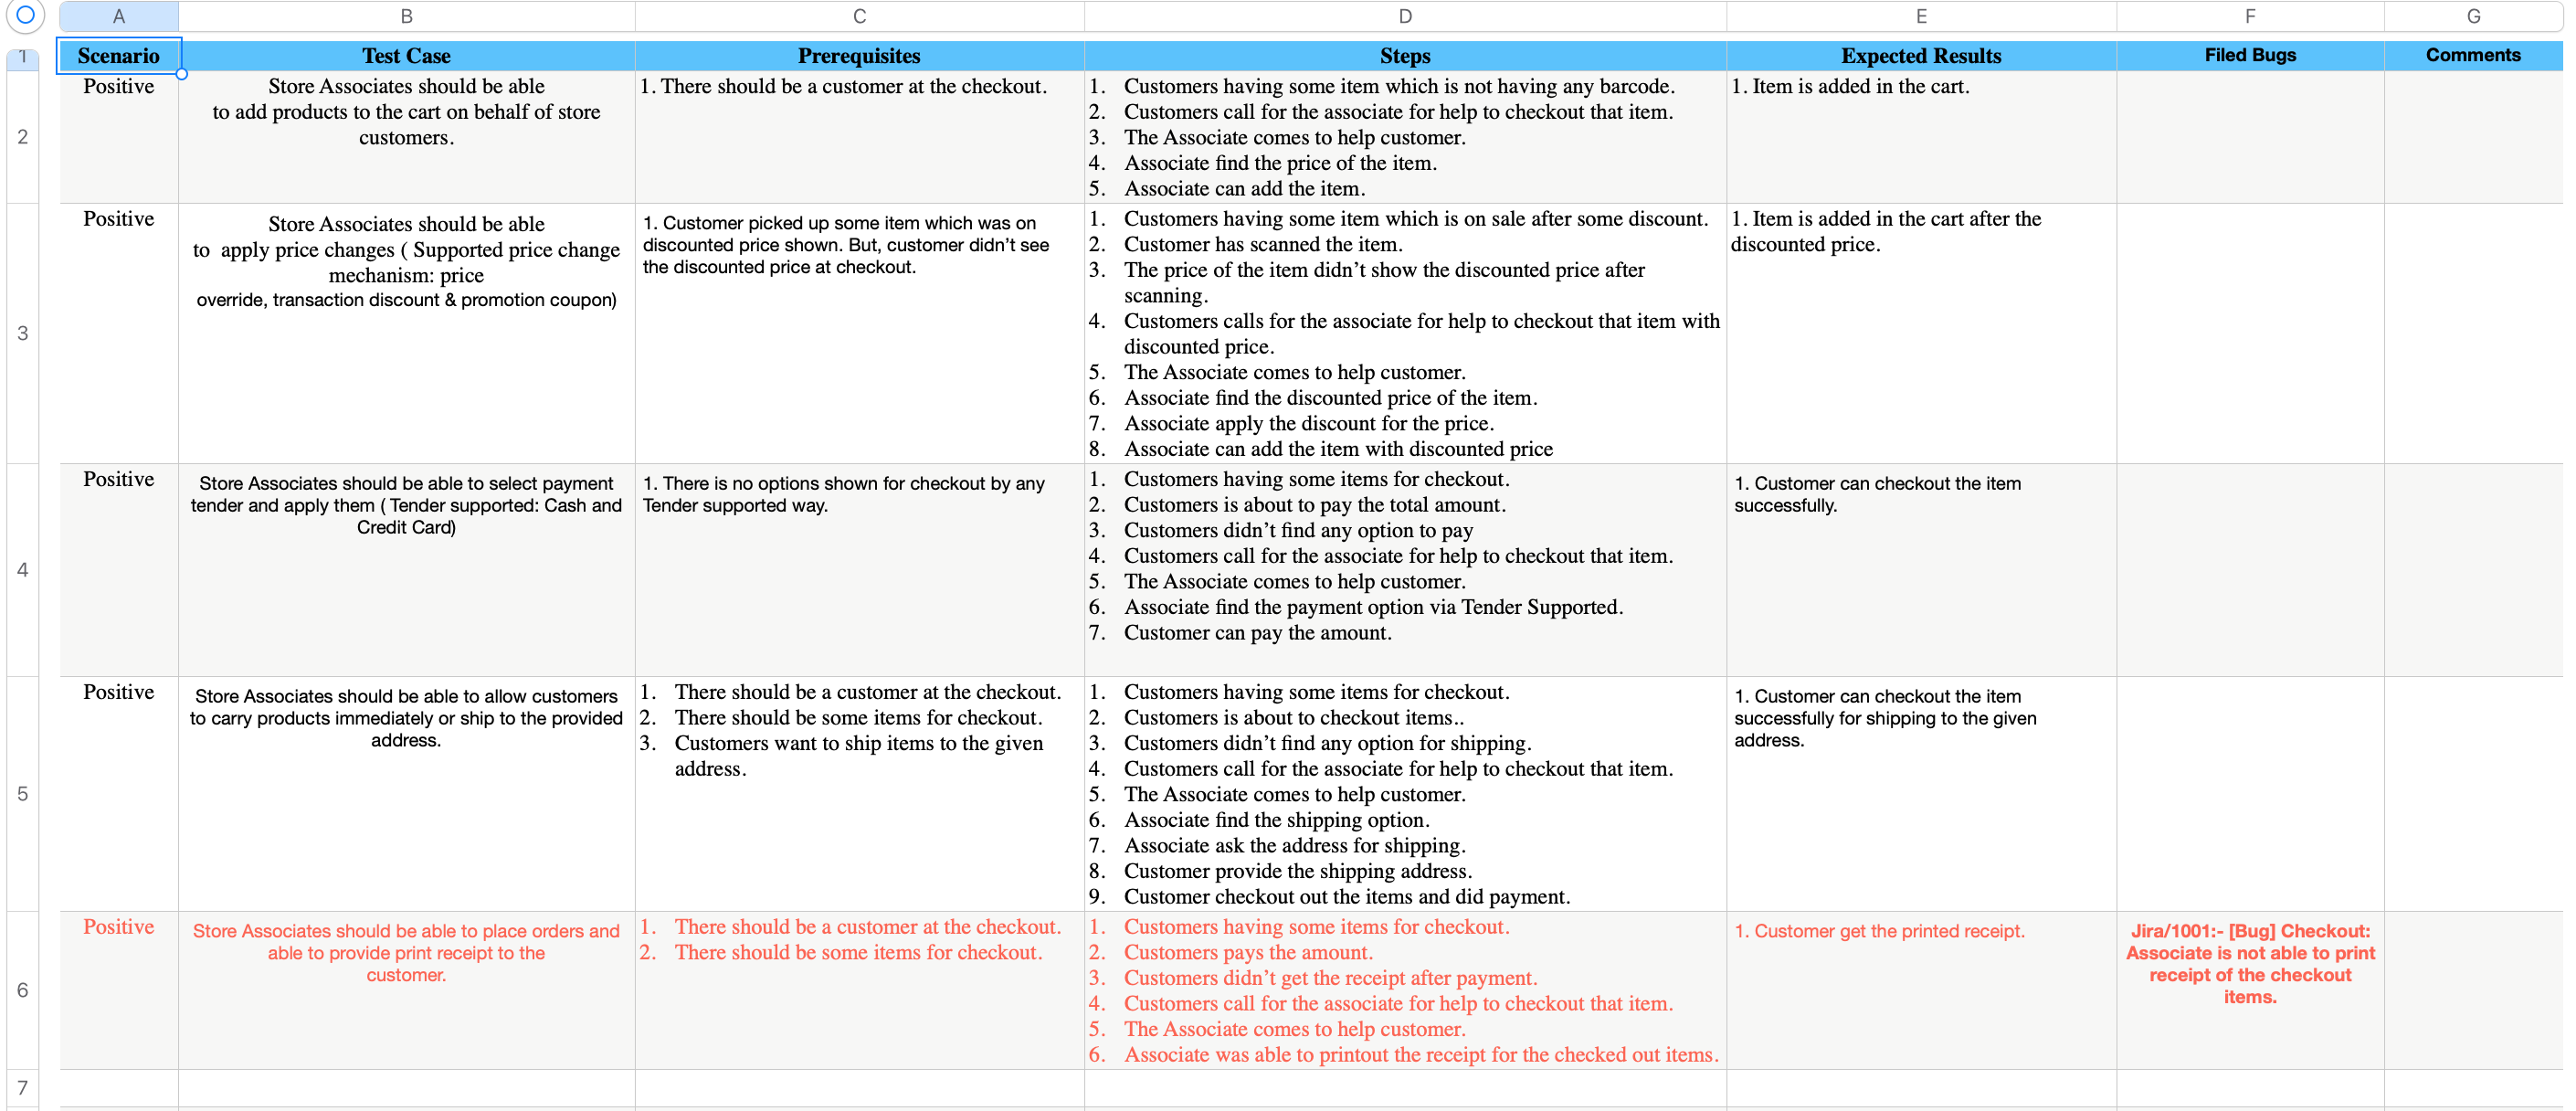 A B C D E F G
1 Scenario Test Case Prerequisites Steps Expected Results Filed Bugs Comments
2
Positive
Store Associates should be able
to add products to the cart on behalf of store
customers.
1. There should be a customer at the checkout.
1. Customers having some item which is not having any barcode.
2. Customers call for the associate for help to checkout that item.
3. The Associate comes to help customer.
4. Associate find the price of the item.
5. Associate can add the item.
1. Item is added in the cart.
3
Positive
Store Associates should be able
to apply price changes ( Supported price change
mechanism: price
override, transaction discount & promotion coupon)
1. Customer picked up some item which was on
discounted price shown. But, customer didn’t see
the discounted price at checkout.
1. Customers having some item which is on sale after some discount.
2. Customer has scanned the item.
3. The price of the item didn’t show the discounted price after
scanning.
4. Customers calls for the associate for help to checkout that item with
discounted price.
5. The Associate comes to help customer.
6. Associate find the discounted price of the item.
7. Associate apply the discount for the price.
8. Associate can add the item with discounted price
1. Item is added in the cart after the
discounted price.
4
Positive
Store Associates should be able to select payment
tender and apply them ( Tender supported: Cash and
Credit Card)
1. There is no options shown for checkout by any
Tender supported way.
1. Customers having some items for checkout.
2. Customers is about to pay the total amount.
3. Customers didn’t find any option to pay
4. Customers call for the associate for help to checkout that item.
5. The Associate comes to help customer.
6. Associate find the payment option via Tender Supported.
7. Customer can pay the amount.
1. Customer can checkout the item
successfully.
5
Positive
Store Associates should be able to allow customers
to carry products immediately or ship to the provided
address.
1. There should be a customer at the checkout.
2. There should be some items for checkout.
3. Customers want to ship items to the given
address.
1. Customers having some items for checkout.
2. Customers is about to checkout items..
3. Customers didn’t find any option for shipping.
4. Customers call for the associate for help to checkout that item.
5. The Associate comes to help customer.
6. Associate find the shipping option.
7. Associate ask the address for shipping.
8. Customer provide the shipping address.
9. Customer checkout out the items and did payment.
1. Customer can checkout the item
successfully for shipping to the given
address.
6
Positive
Store Associates should be able to place orders and
able to provide print receipt to the
customer.
1. There should be a customer at the checkout.
2. There should be some items for checkout.
1. Customers having some items for checkout.
2. Customers pays the amount.
3. Customers didn’t get the receipt after payment.
4. Customers call for the associate for help to checkout that item.
5. The Associate comes to help customer.
6. Associate was able to printout the receipt for the checked out items.
1. Customer get the printed receipt.
Jira/1001:- [Bug] Checkout:
Associate is not able to print
receipt of the checkout
items.
7